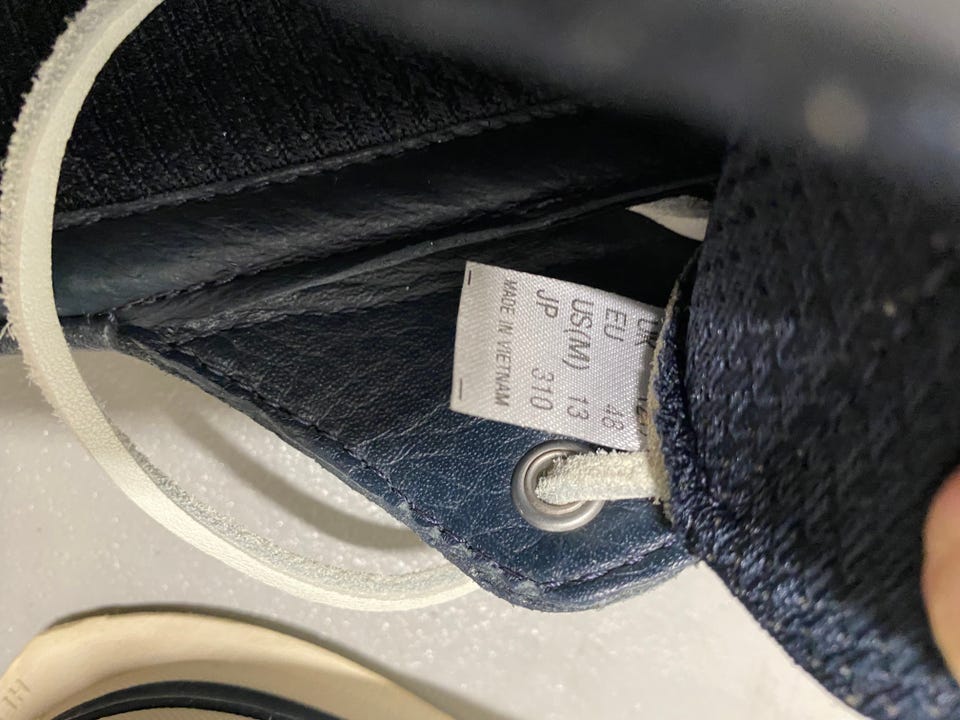 EU 48
US(M) 13
JP 310
MADE IN VIETNAM